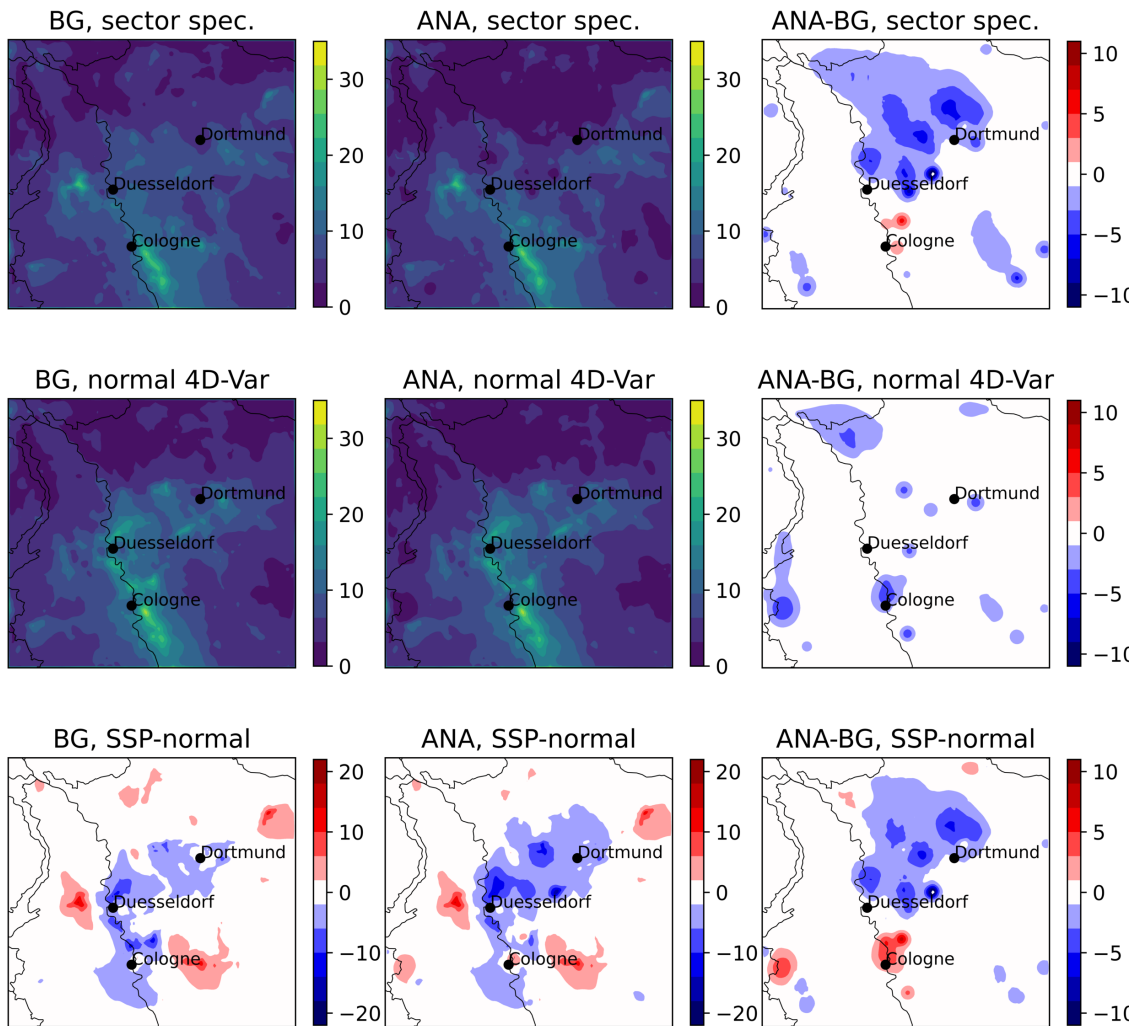 BG, sector spec.
ANA, sector spec.
ANA-BG, sector spec.
Dortmund
Duesseldorf
Cologne
30
20
10
0
Dortmund
Duesseldorf
Cologne
30
20
10
0
Dortmund
Duesseldorf
Cologne
10
5
0
−5
−10
BG, normal 4D-Var
ANA, normal 4D-Var
ANA-BG, normal 4D-Var
Dortmund
Duesseldorf
Cologne
30
20
10
0
Dortmund
Duesseldorf
Cologne
30
20
10
0
Dortmund
Duesseldorf
Cologne
10
5
0
−5
−10
BG, SSP-normal
ANA, SSP-normal
ANA-BG, SSP-normal
Dortmund
Duesseldorf
Cologne
20
10
0
−10
−20
Dortmund
Duesseldorf
Cologne
20
10
0
−10
−20
Dortmund
Duesseldorf
Cologne
10
5
0
−5
−10